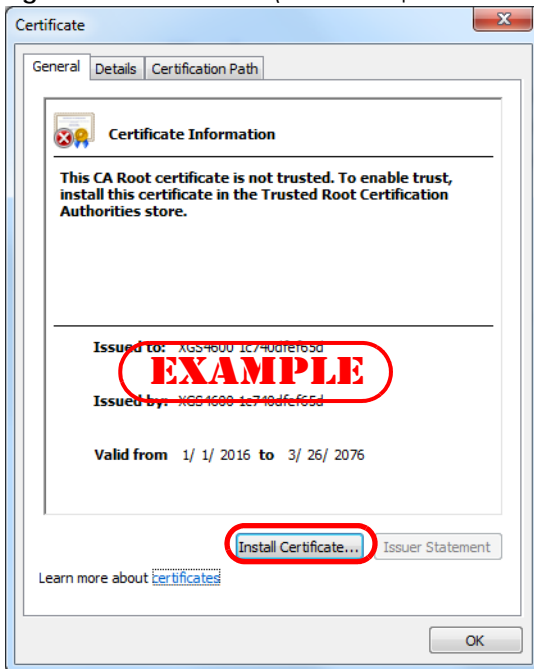 Certificate
General Details Certification Path
Certificate Information
This CA Root certificate is not trusted. To enable trust,
install this certificate in the Trusted Root Certification
Authorities store.
Issued to: XGS4600 1c740dfef65d
EXAMPLE
Issued by: XGS4600 1c740dfef65d
Valid from 1/ 1/ 2016 to 3/ 26/ 2076
Install Certificate... Issuer Statement
Learn more about certificates
OK